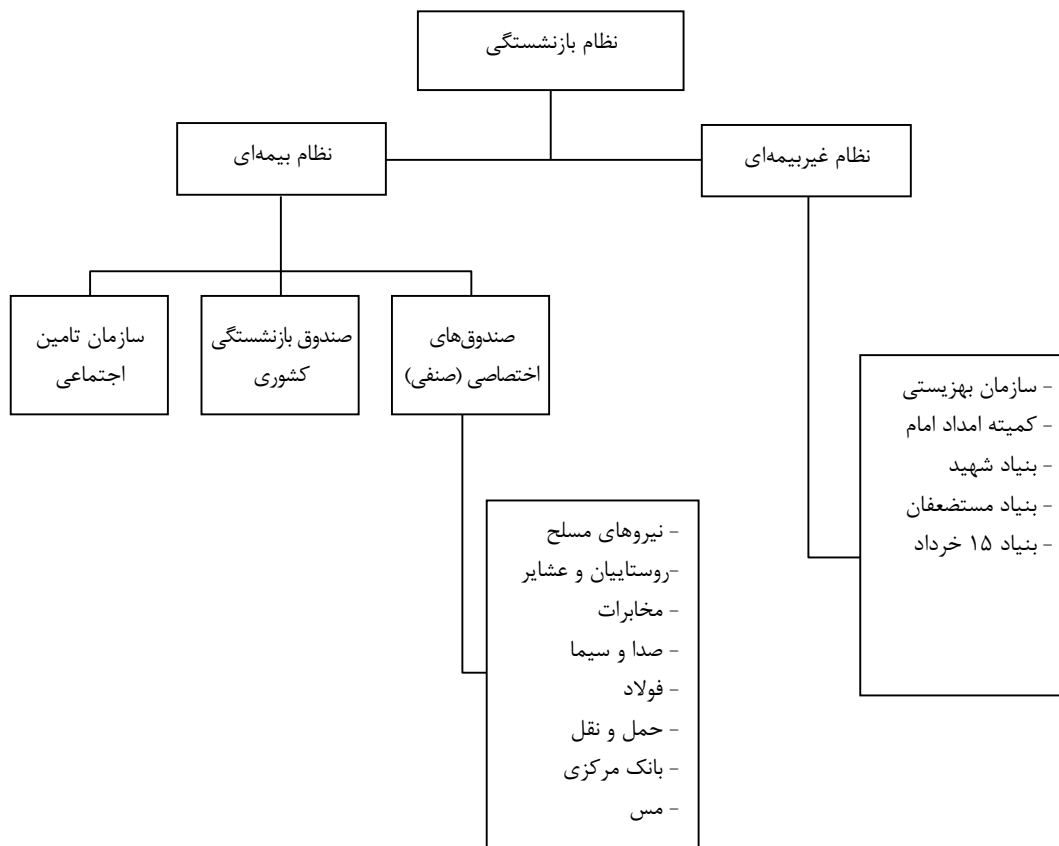 نظام بازنشستگی
نظام غیربیمه‌ای
نظام بیمه‌ای
صندوق‌های
اختصاصی (صنفی)
صندوق بازنشستگی
کشوری
سازمان تامین
اجتماعی
- سازمان بهزیستی
- کمیته امداد امام
- بنیاد شهید
- بنیاد مستضعفان
- بنیاد ۱۵ خرداد
- نیروهای مسلح
-روستاییان و عشایر
- مخابرات
- صدا و سیما
- فولاد
- حمل و نقل
- بانک مرکزی
- مس